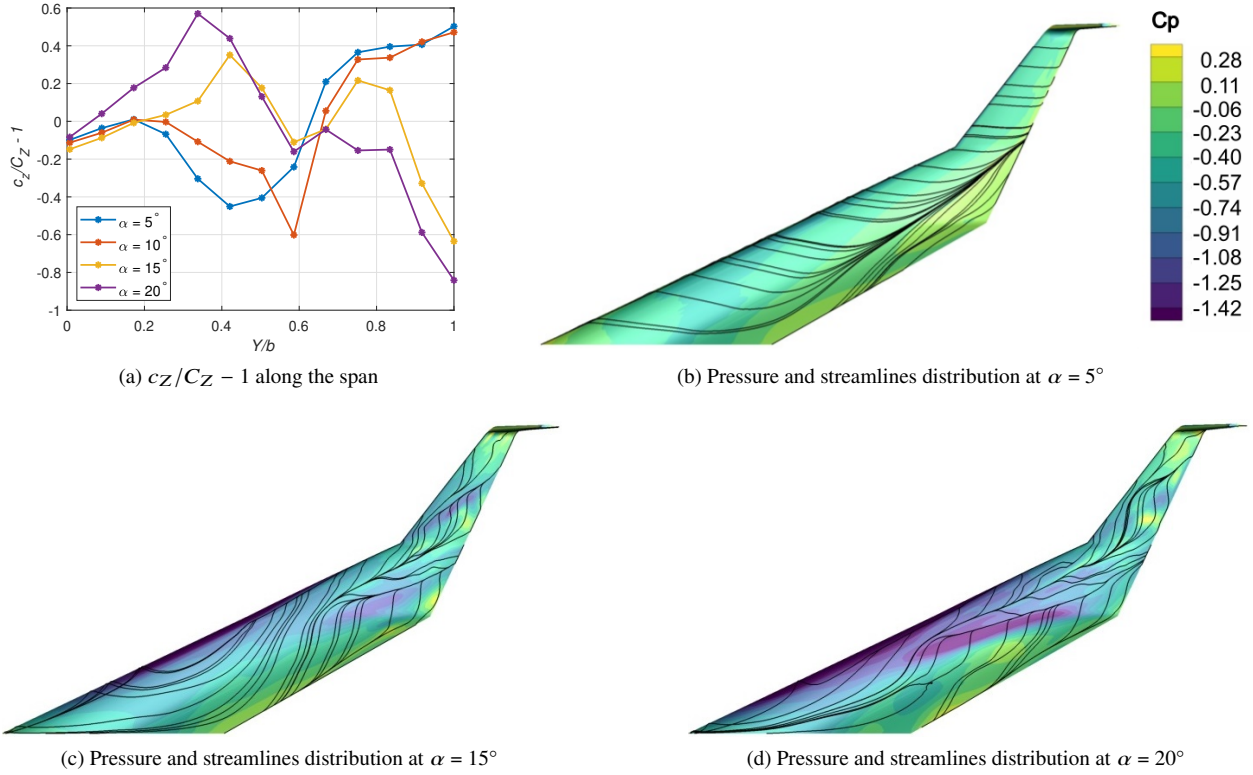 0.6
0.4
0.2
0
-0.2
-0.4
-0.6
-0.8
-1
c_z/C_Z - 1
α = 5°
α = 10°
α = 15°
α = 20°
0 0.2 0.4 0.6 0.8 1
Y/b
(a) c_Z/C_Z − 1 along the span
Cp
0.28
0.11
-0.06
-0.23
-0.40
-0.57
-0.74
-0.91
-1.08
-1.25
-1.42
(b) Pressure and streamlines distribution at α = 5°
(c) Pressure and streamlines distribution at α = 15°
(d) Pressure and streamlines distribution at α = 20°